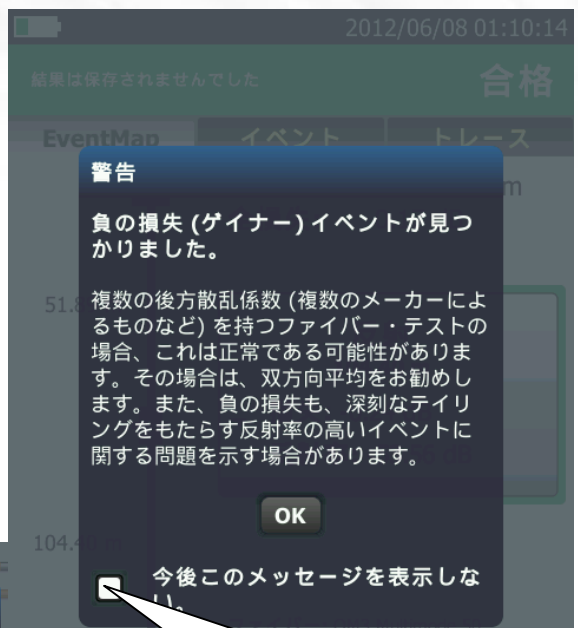 2012/06/08 01:10:14
結果は保存されませんでした
合格
EventMap
イベント
トレース
m
警告
負の損失 (ゲイナー) イベントが見つ
かりました。
51.8
複数の後方散乱係数 (複数のメーカーによ
るものなど) を持つファイバー・テストの
場合、これは正常である可能性がありま
す。その場合は、双方向平均をお勧めし
ます。また、負の損失も、深刻なテイリ
ングをもたらす反射率の高いイベントに
関する問題を示す場合があります。
OK
104.4
今後このメッセージを表示しな
い。